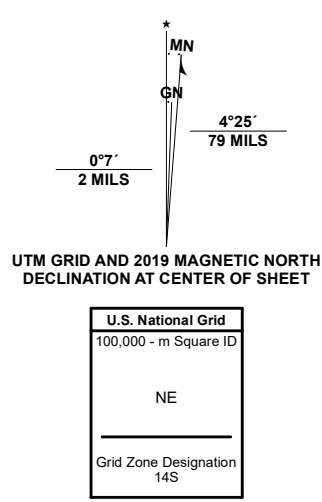 ★
MN
GN
4°25´
79 MILS
0°7´
2 MILS
UTM GRID AND 2019 MAGNETIC NORTH
DECLINATION AT CENTER OF SHEET
U.S. National Grid
100,000 - m Square ID
NE
Grid Zone Designation
14S